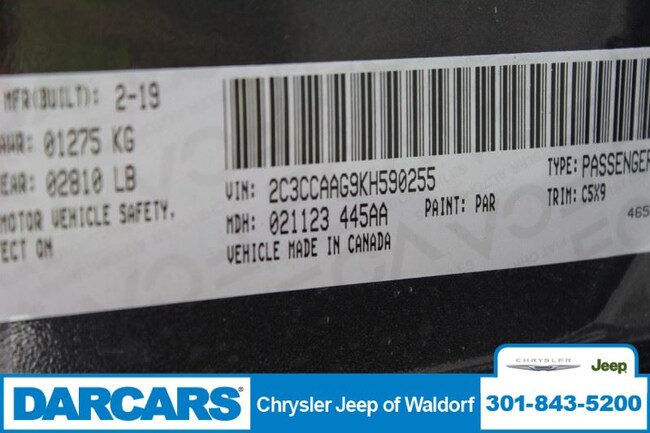 MFR(BUILT): 2-19
AWR: 01275 KG
EAR: 02810 LB
MOTOR VEHICLE SAFETY.
ECT ON
VIN: 2C3CCAAG9KH590255
TYPE: PASSENGER
MDH: 021123 445AA
PAINT: PAR
TRIM: C5X9
VEHICLE MADE IN CANADA
465
CHRYSLER
Jeep
DARCARS® Chrysler Jeep of Waldorf 301-843-5200